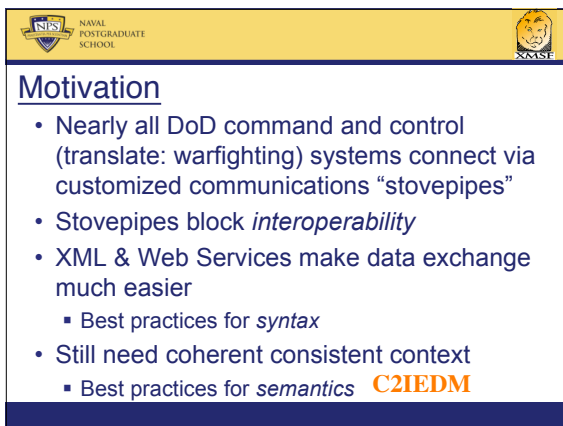 NPS
NAVAL
POSTGRADUATE
SCHOOL
XMSF
Motivation
• Nearly all DoD command and control
(translate: warfighting) systems connect via
customized communications “stovepipes”
• Stovepipes block interoperability
• XML & Web Services make data exchange
much easier
▪ Best practices for syntax
• Still need coherent consistent context
▪ Best practices for semantics C2IEDM